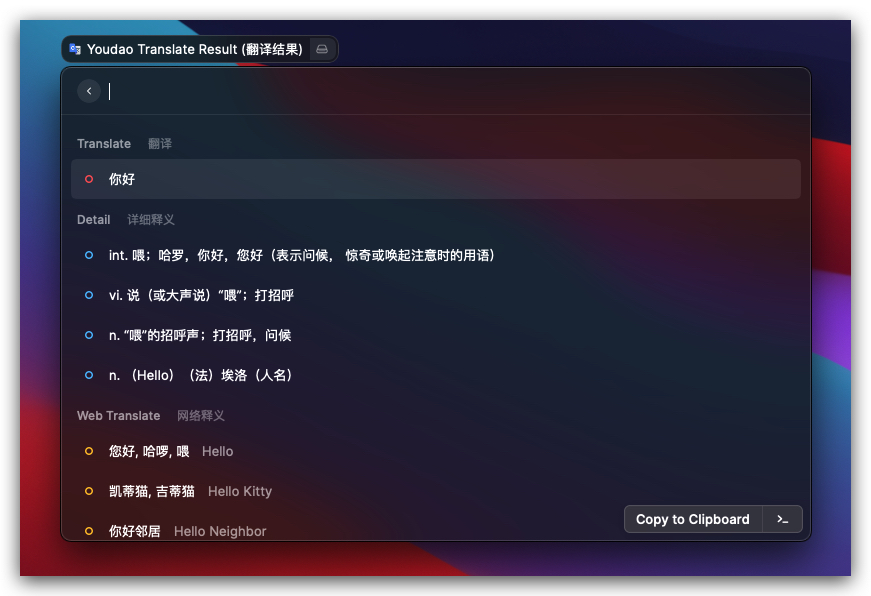 Youdao Translate Result (翻译结果)
Translate 翻译
你好
Detail 详细释义
int. 喂；哈罗，你好，您好（表示问候， 惊奇或唤起注意时的用语）
vi. 说（或大声说）“喂”；打招呼
n. “喂”的招呼声；打招呼，问候
n. （Hello）（法）埃洛（人名）
Web Translate 网络释义
您好, 哈啰, 喂 Hello
凯蒂猫, 吉蒂猫 Hello Kitty
你好邻居 Hello Neighbor
Copy to Clipboard